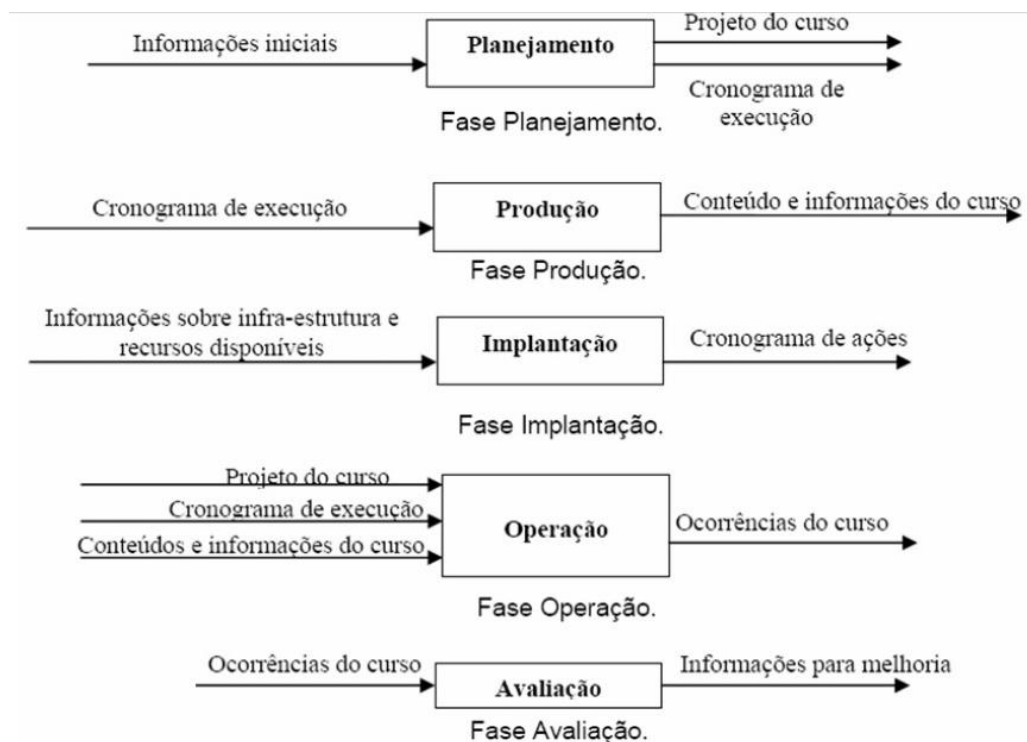 Informações iniciais
Planejamento
Projeto do curso
Cronograma de
execução
Fase Planejamento.
Cronograma de execução
Produção
Conteúdo e informações do curso
Fase Produção.
Informações sobre infra-estrutura e
recursos disponíveis
Implantação
Cronograma de ações
Fase Implantação.
Projeto do curso
Cronograma de execução
Conteúdos e informações do curso
Operação
Ocorrências do curso
Fase Operação.
Ocorrências do curso
Avaliação
Informações para melhoria
Fase Avaliação.